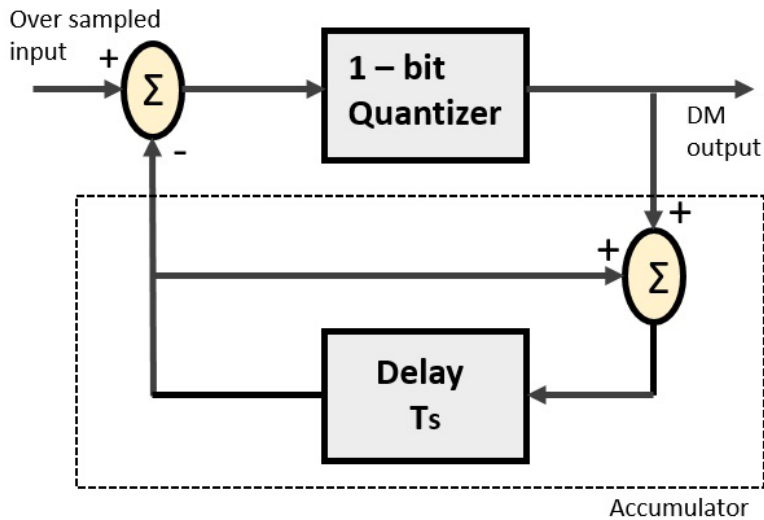 Over sampled
input
+
Σ
-
1 – bit
Quantizer
DM
output
+
+
Σ
Delay
Ts
Accumulator